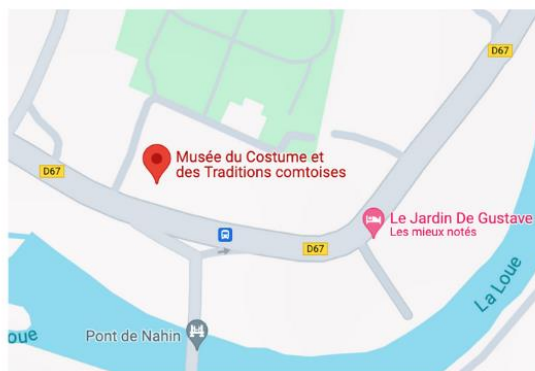 D67
Musée du Costume et
des Traditions comtoises
D67
Le Jardin De Gustave
Les mieux notés
D67
La Loue
oue
Pont de Nahin